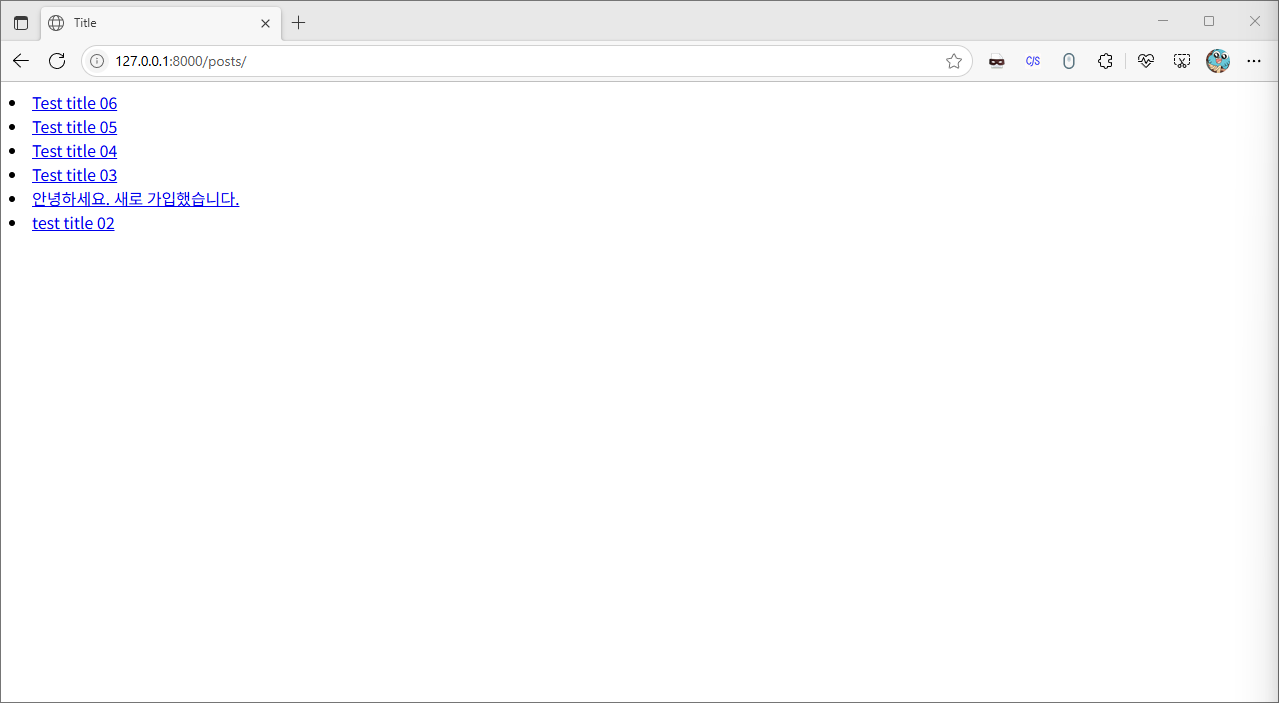 Title
127.0.0.1:8000/posts/
C/S
Test title 06
Test title 05
Test title 04
Test title 03
안녕하세요. 새로 가입했습니다.
test title 02